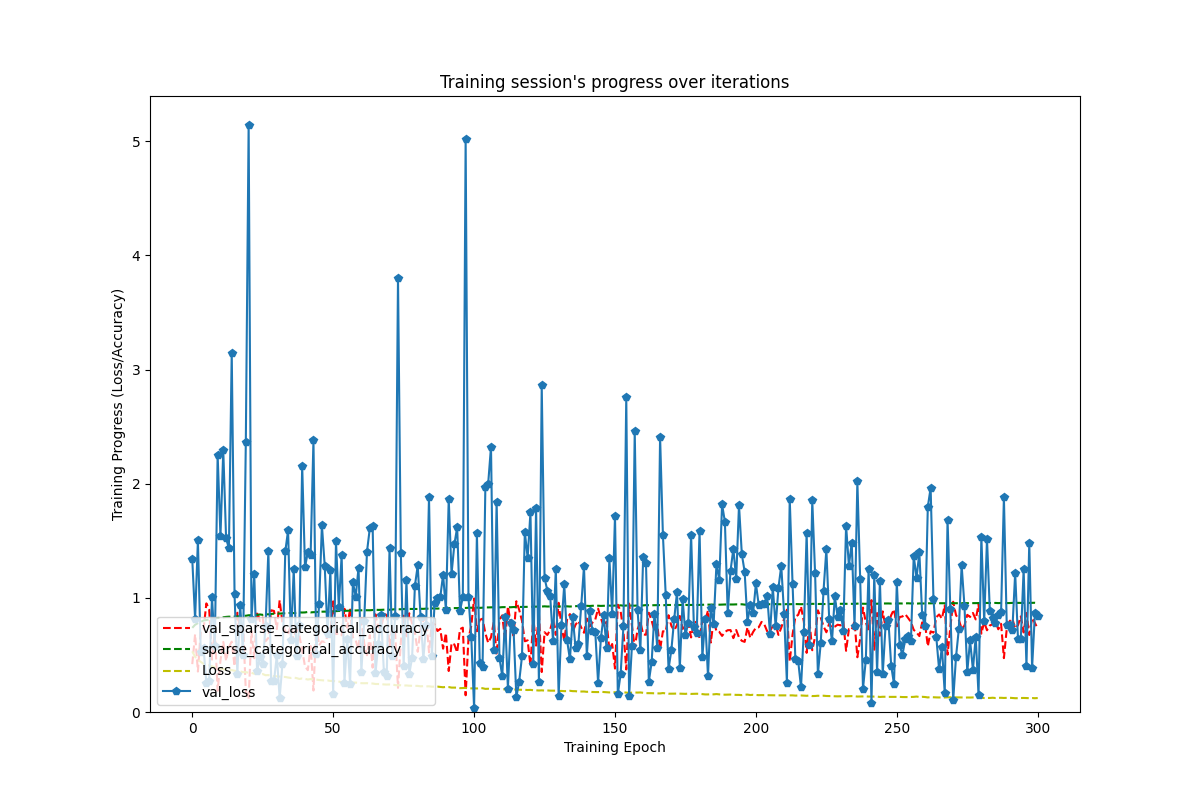 Training session's progress over iterations
Training Progress (Loss/Accuracy)
5
4
3
2
1
0
val_sparse_categorical_accuracy
sparse_categorical_accuracy
Loss
val_loss
0
50
100
150
200
250
300
Training Epoch